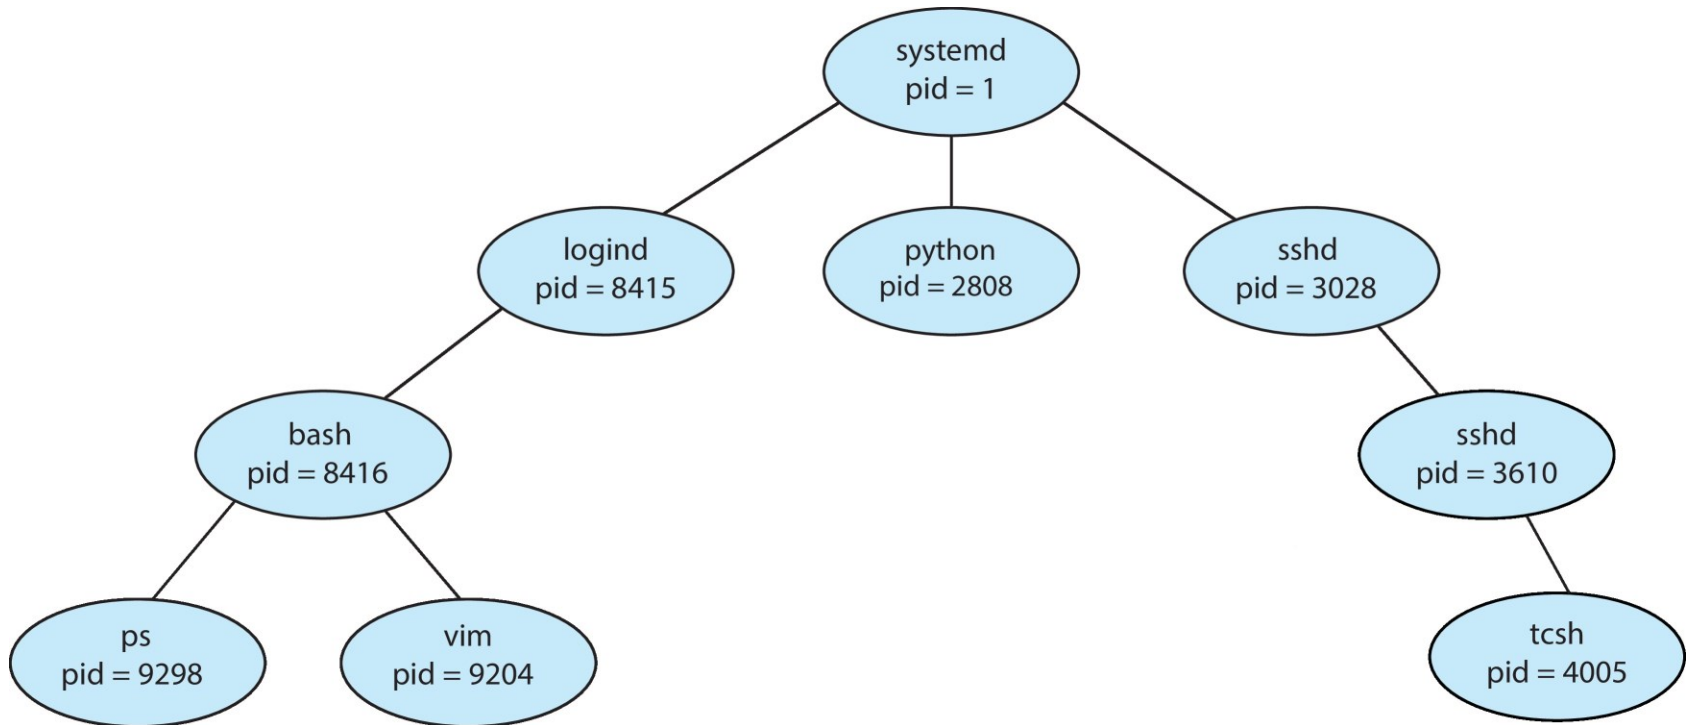 systemd
pid = 1
logind
pid = 8415
python
pid = 2808
sshd
pid = 3028
bash
pid = 8416
sshd
pid = 3610
ps
pid = 9298
vim
pid = 9204
tcsh
pid = 4005